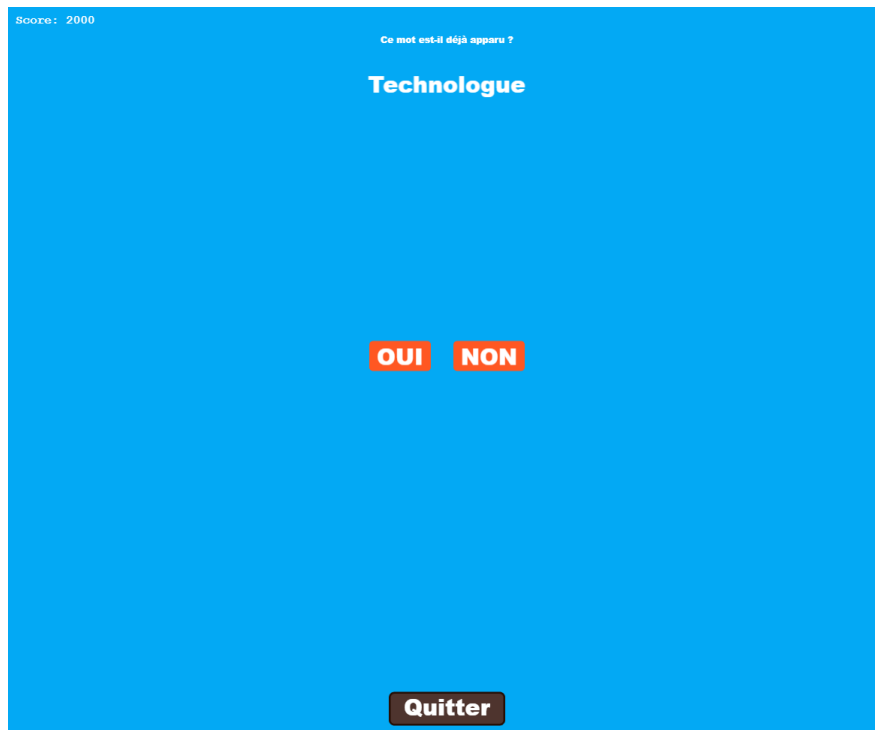 Score: 2000
Ce mot est-il déjà apparu ?
Technologue
OUI NON
Quitter